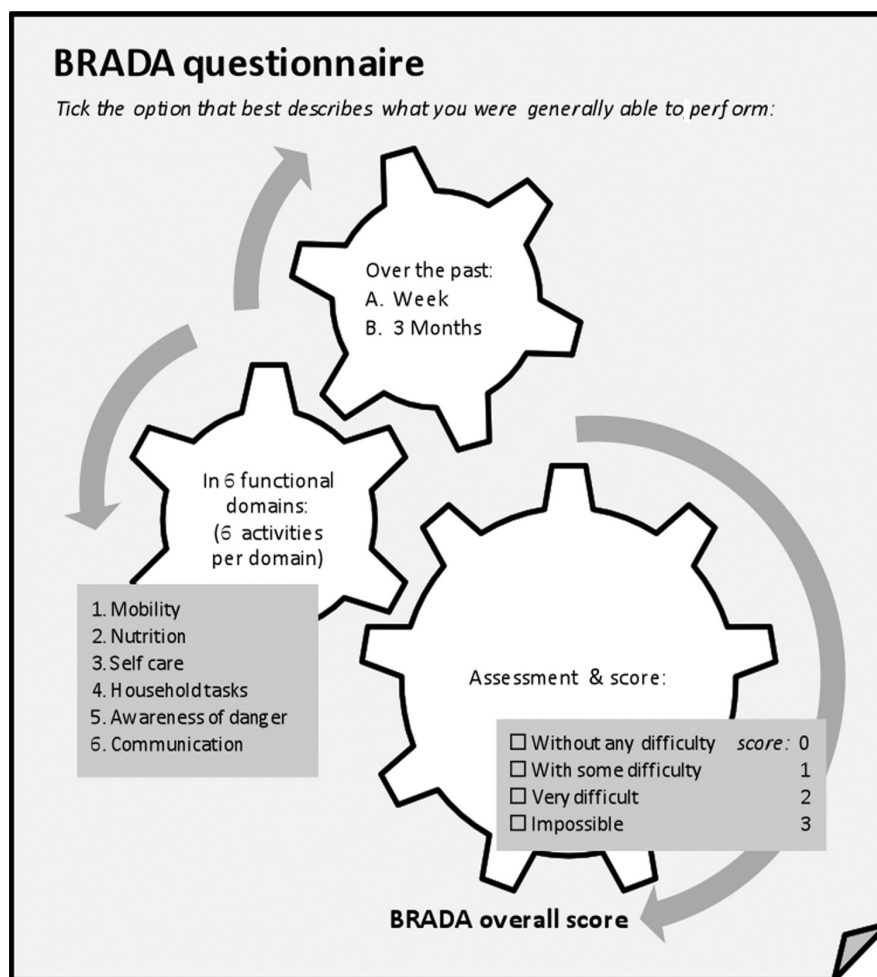 BRADA questionnaire
Tick the option that best describes what you were generally able to perform:
Over the past:
A. Week
B. 3 Months
In 6 functional
domains:
(6 activities
per domain)
1. Mobility
2. Nutrition
3. Self care
4. Household tasks
5. Awareness of danger
6. Communication
Assessment & score:
☐ Without any difficulty score: 0
☐ With some difficulty 1
☐ Very difficult 2
☐ Impossible 3
BRADA overall score